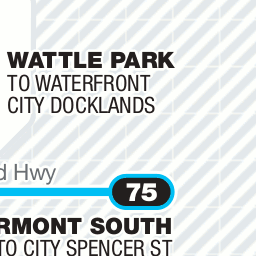 WATTLE PARK
TO WATERFRONT
CITY DOCKLANDS
d Hwy
75
RMONT SOUTH
TO CITY SPENCER ST